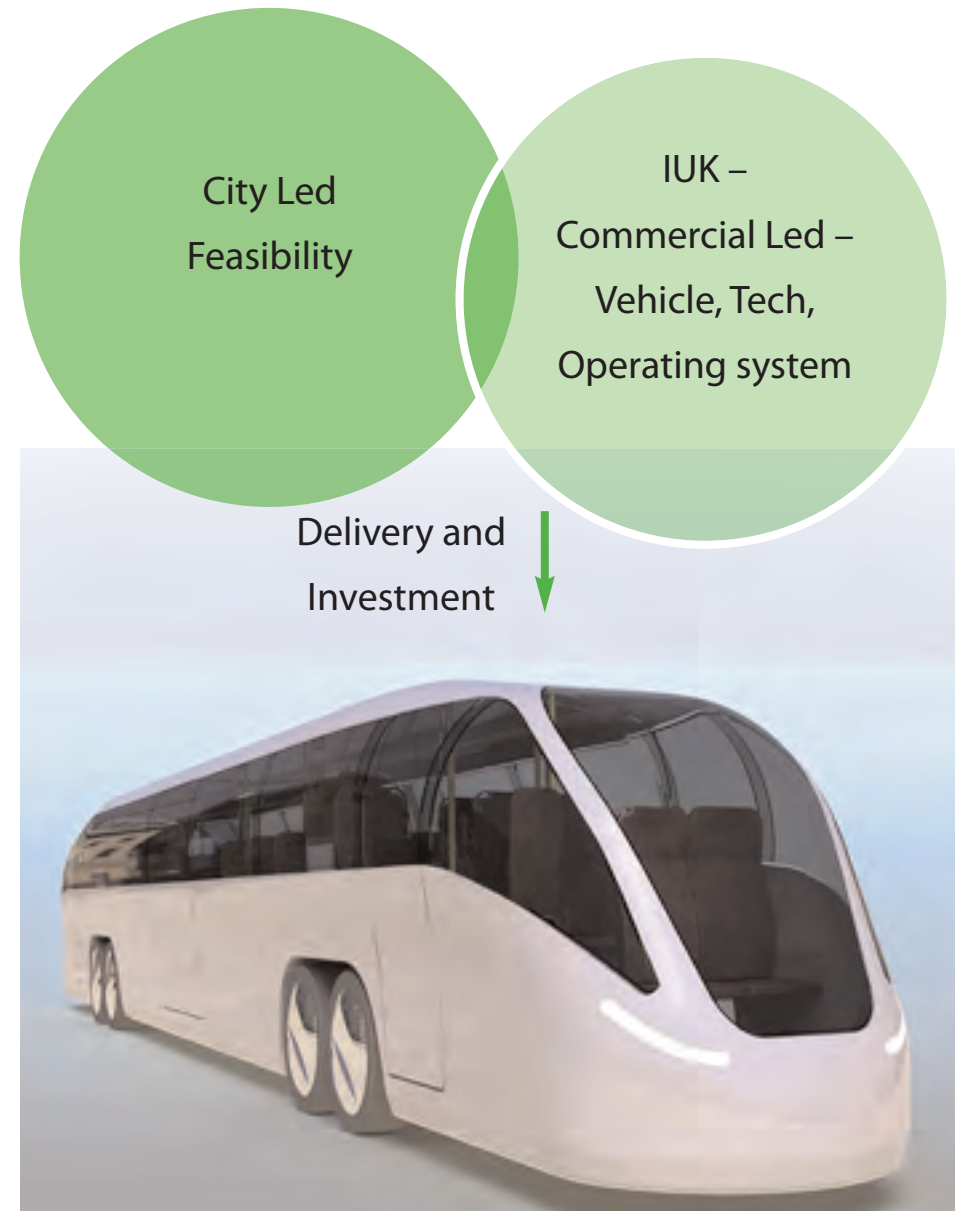 City Led
Feasibility
IUK –
Commercial Led –
Vehicle, Tech,
Operating system
Delivery and
Investment